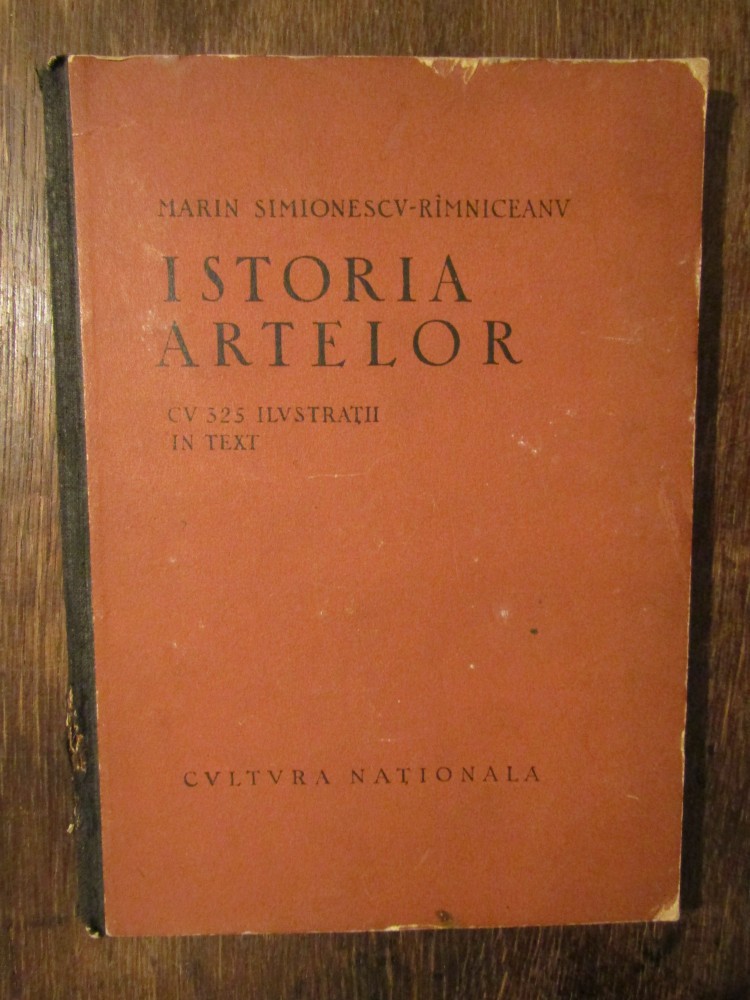 MARIN SIMIONESCV-RÎMNICEANV
ISTORIA
ARTELOR
CV 325 ILVSTRAȚII
IN TEXT
CVLTVRA NAȚIONALA